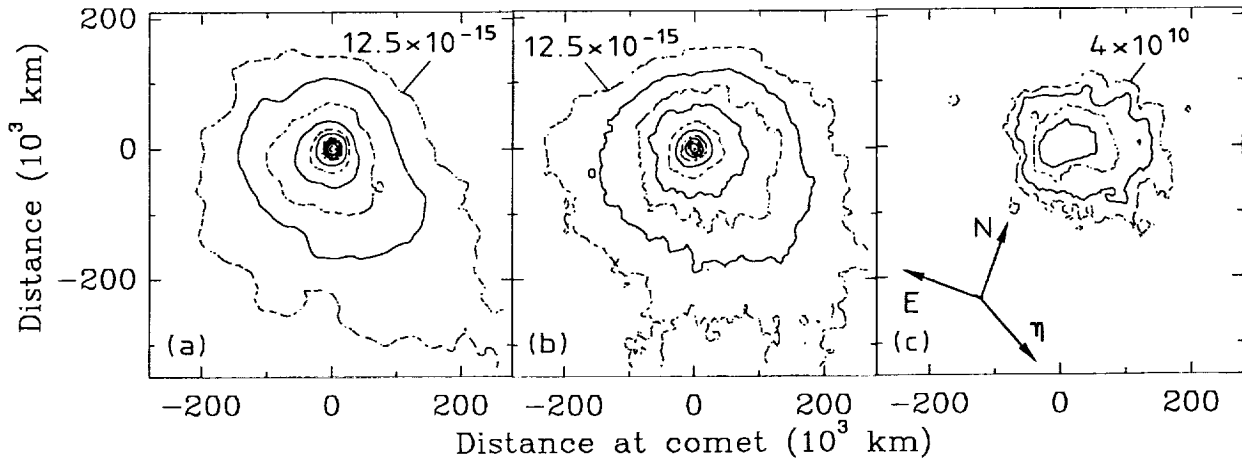 Distance (10³ km)
200
0
−200
12.5×10⁻¹⁵
(a)
−200 0 200
12.5×10⁻¹⁵
(b)
−200 0 200
4×10¹⁰
N
E
η
(c)
−200 0 200
Distance at comet (10³ km)